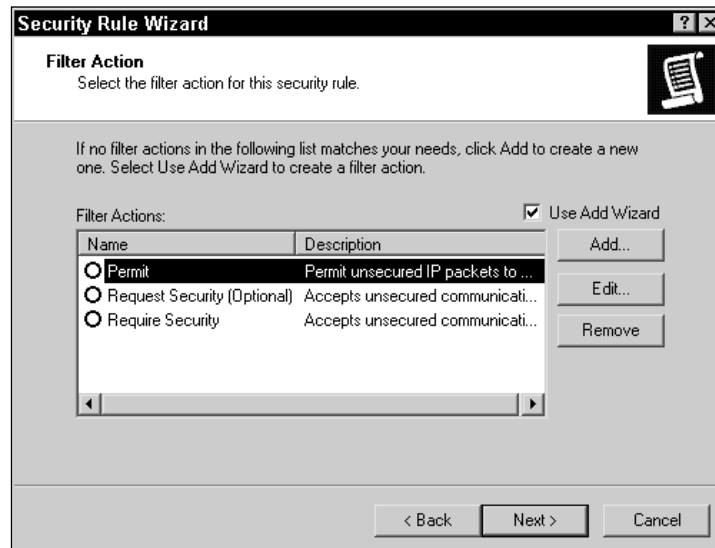 Security Rule Wizard
Filter Action
Select the filter action for this security rule.
If no filter actions in the following list matches your needs, click Add to create a new
one. Select Use Add Wizard to create a filter action.
Filter Actions:
Use Add Wizard
Name Description
Permit Permit unsecured IP packets to ...
Request Security (Optional) Accepts unsecured communicati...
Require Security Accepts unsecured communicati...
Add...
Edit...
Remove
< Back Next > Cancel